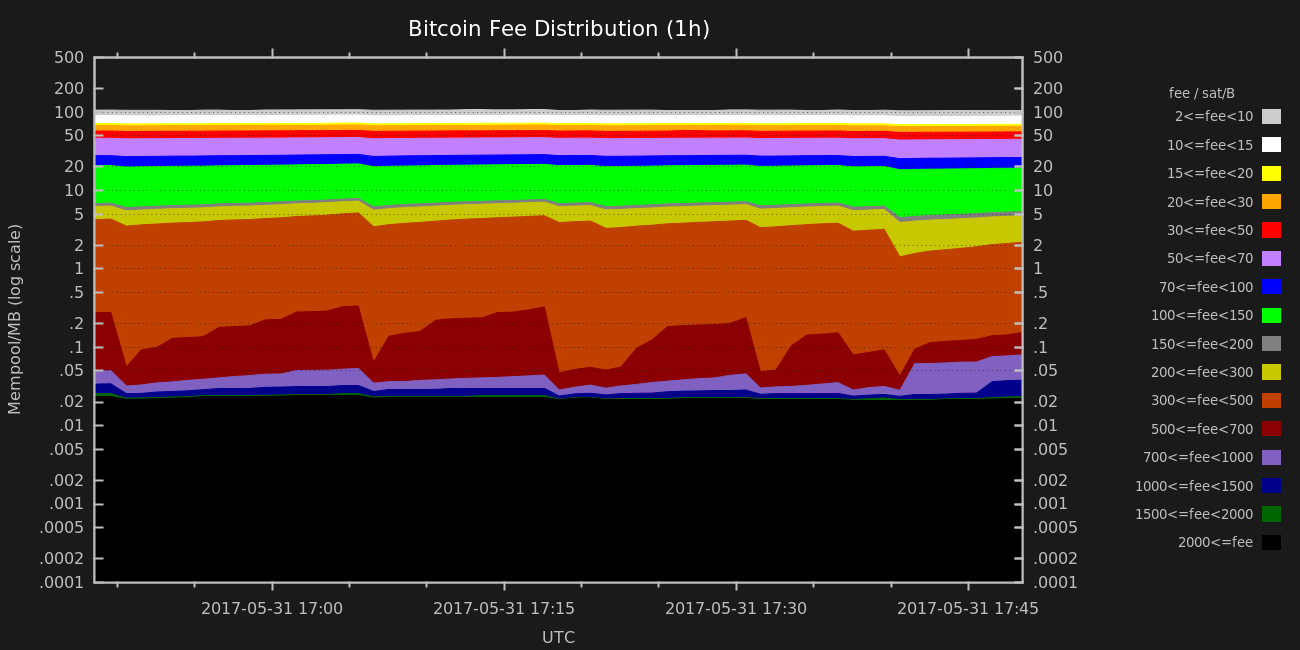 Bitcoin Fee Distribution (1h)
Mempool/MB (log scale)
500
200
100
50
20
10
5
2
1
.5
.2
.1
.05
.02
.01
.005
.002
.001
.0005
.0002
.0001
500
200
100
50
20
10
5
2
1
.5
.2
.1
.05
.02
.01
.005
.002
.001
.0005
.0002
.0001
2017-05-31 17:00
2017-05-31 17:15
2017-05-31 17:30
2017-05-31 17:45
UTC
fee / sat/B
2<=fee<10
10<=fee<15
15<=fee<20
20<=fee<30
30<=fee<50
50<=fee<70
70<=fee<100
100<=fee<150
150<=fee<200
200<=fee<300
300<=fee<500
500<=fee<700
700<=fee<1000
1000<=fee<1500
1500<=fee<2000
2000<=fee